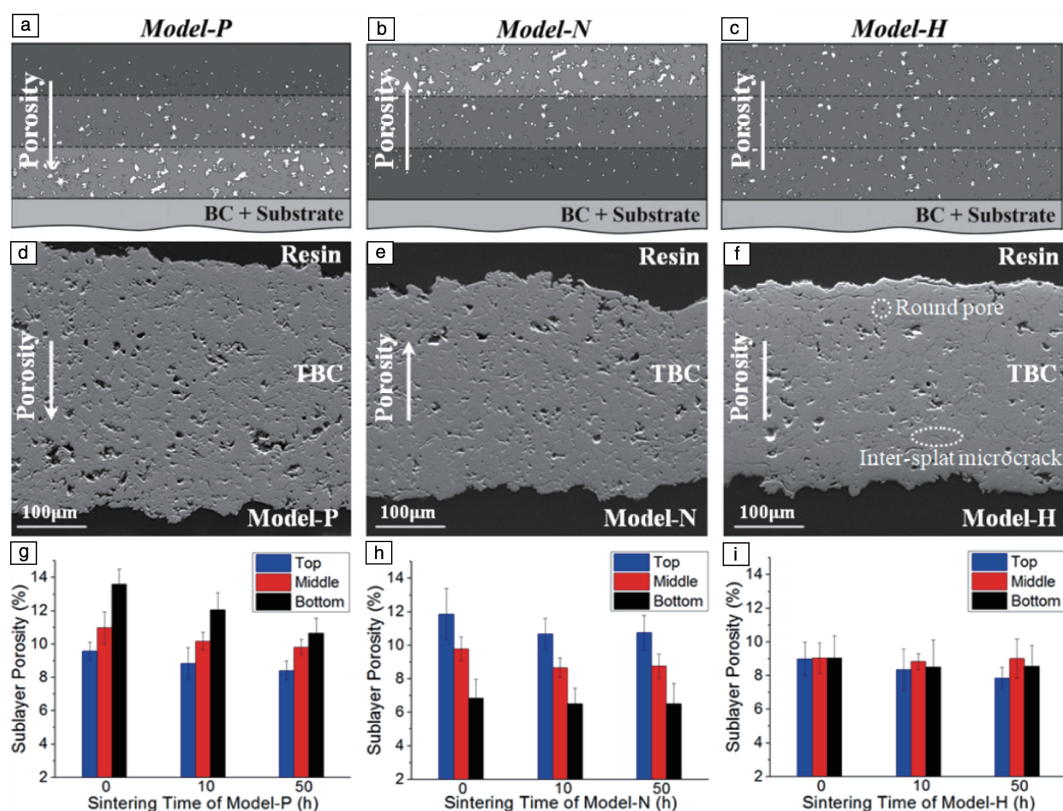 a
Model-P
Porosity
BC + Substrate
b
Model-N
Porosity
BC + Substrate
c
Model-H
Porosity
BC + Substrate
d
Resin
Porosity
TBC
100μm
Model-P
e
Resin
Porosity
TBC
100μm
Model-N
f
Resin
Round pore
Porosity
TBC
Inter-splat microcrack
100μm
Model-H
g
Top
Middle
Bottom
Sublayer Porosity (%)
14
12
10
8
6
4
2
0 10 50
Sintering Time of Model-P (h)
h
Top
Middle
Bottom
Sublayer Porosity (%)
14
12
10
8
6
4
2
0 10 50
Sintering Time of Model-N (h)
i
Top
Middle
Bottom
Sublayer Porosity (%)
14
12
10
8
6
4
2
0 10 50
Sintering Time of Model-H (h)